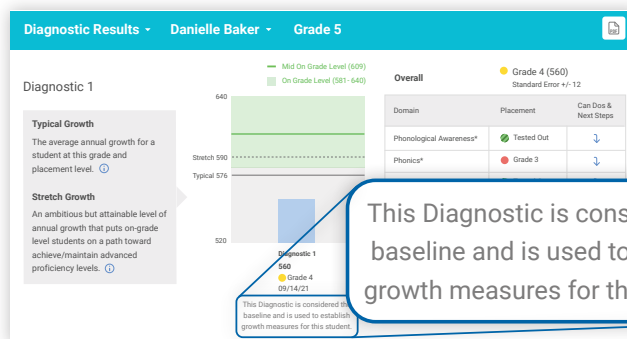 Diagnostic Results Danielle Baker Grade 5
PDF
Diagnostic 1
Typical Growth
The average annual growth for a
student at this grade and
placement level.
Stretch Growth
An ambitious but attainable level of
annual growth that puts on-grade
level students on a path toward
achieve/maintain advanced
proficiency levels.
Mid On Grade Level (609)
On Grade Level (581- 640)
640
Stretch 590
Typical 576
520
Diagnostic 1
560
Grade 4
09/14/21
This Diagnostic is considered the
baseline and is used to establish
growth measures for this student.
Overall
Grade 4 (560)
Standard Error +/- 12
Domain Placement Can Dos &
Next Steps
Phonological Awareness* Tested Out
Phonics* Grade 3
This Diagnostic is cons
baseline and is used to
growth measures for th